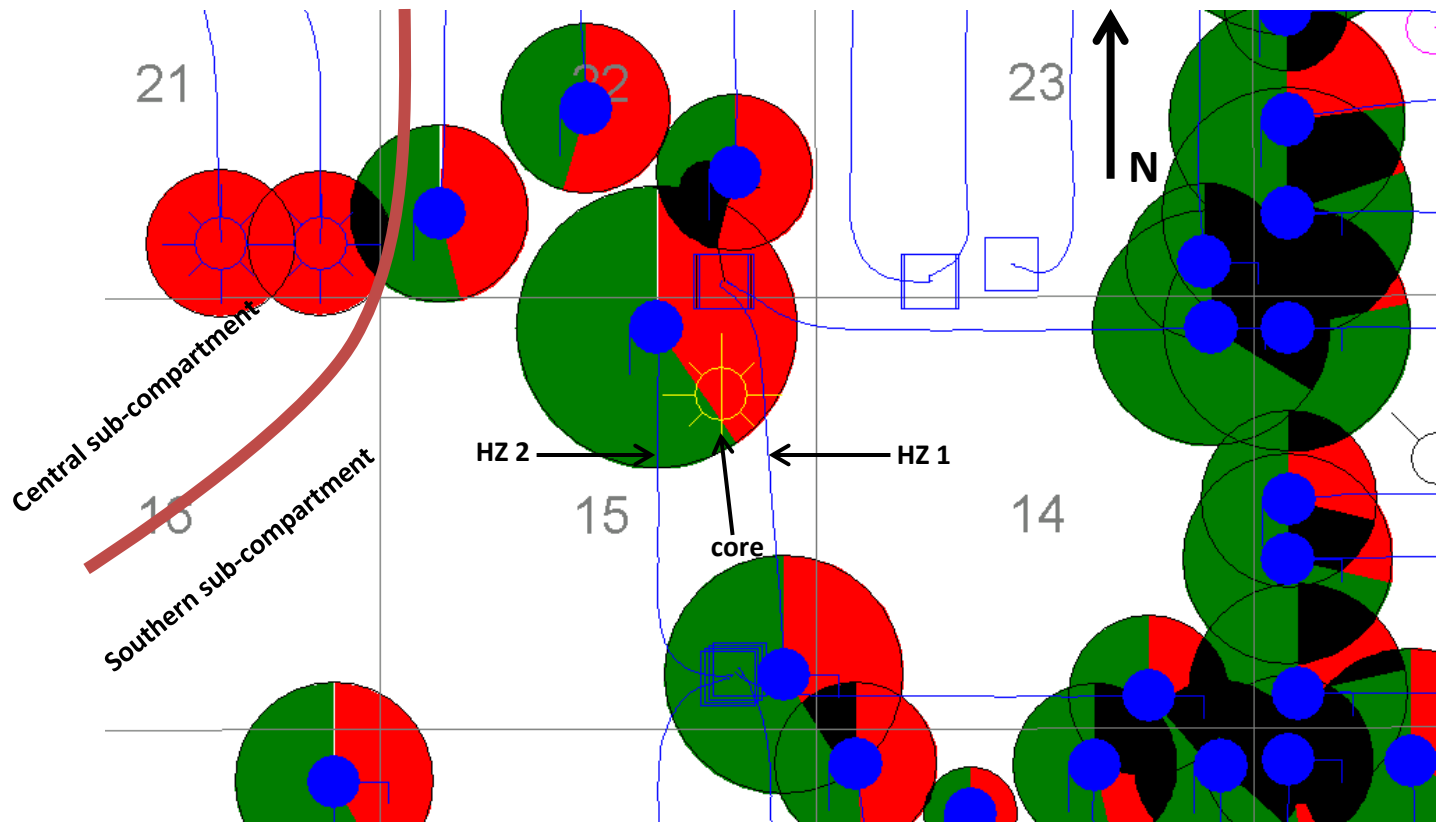 21
22
23
N
Central sub-compartment
HZ 2
HZ 1
16
15
14
core
Southern sub-compartment